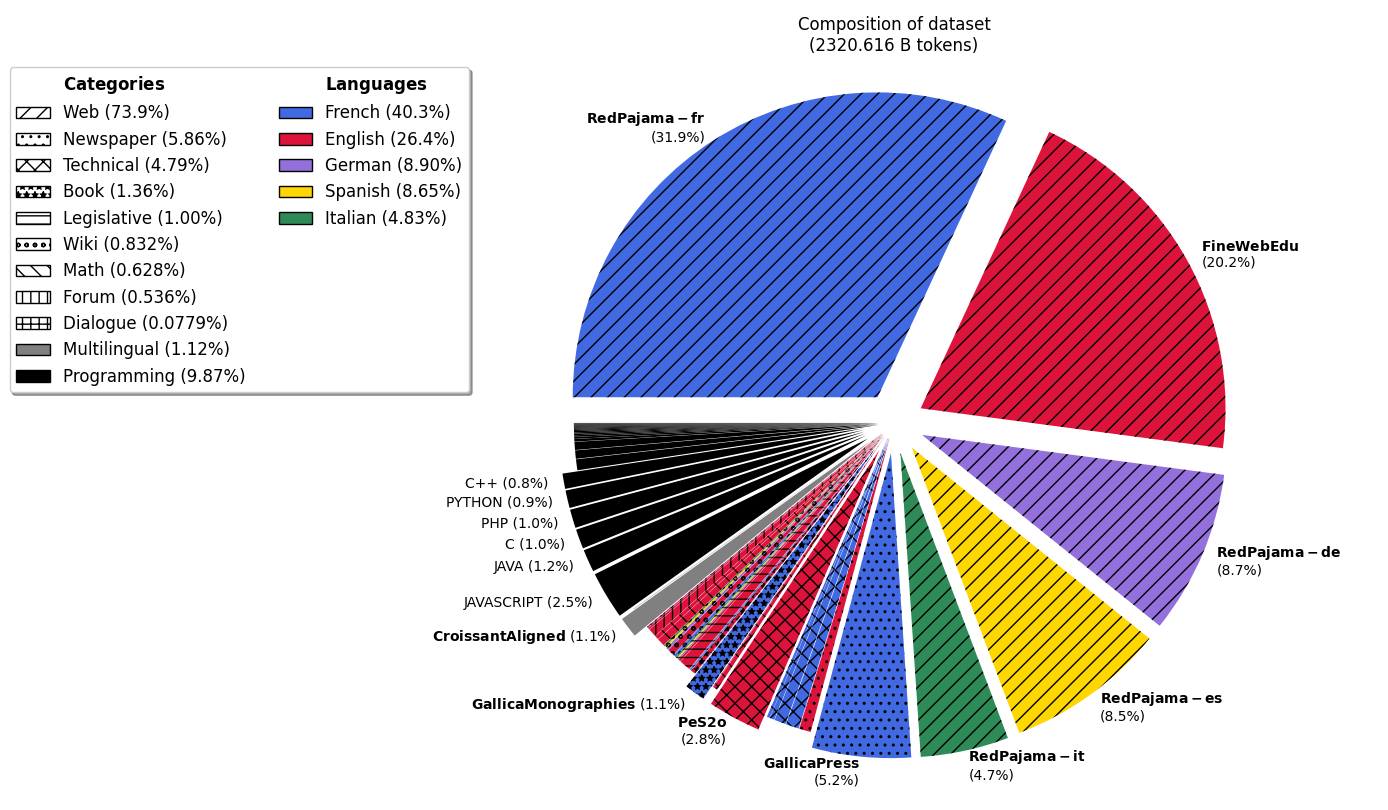 Composition of dataset
(2320.616 B tokens)
Categories
Web (73.9%)
Newspaper (5.86%)
Technical (4.79%)
Book (1.36%)
Legislative (1.00%)
Wiki (0.832%)
Math (0.628%)
Forum (0.536%)
Dialogue (0.0779%)
Multilingual (1.12%)
Programming (9.87%)
Languages
French (40.3%)
English (26.4%)
German (8.90%)
Spanish (8.65%)
Italian (4.83%)
RedPajama-fr
(31.9%)
FineWebEdu
(20.2%)
RedPajama-de
(8.7%)
RedPajama-es
(8.5%)
RedPajama-it
(4.7%)
GallicaPress
(5.2%)
PeS2o
(2.8%)
GallicaMonographies (1.1%)
CroissantAligned (1.1%)
JAVASCRIPT (2.5%)
JAVA (1.2%)
C (1.0%)
PHP (1.0%)
PYTHON (0.9%)
C++ (0.8%)